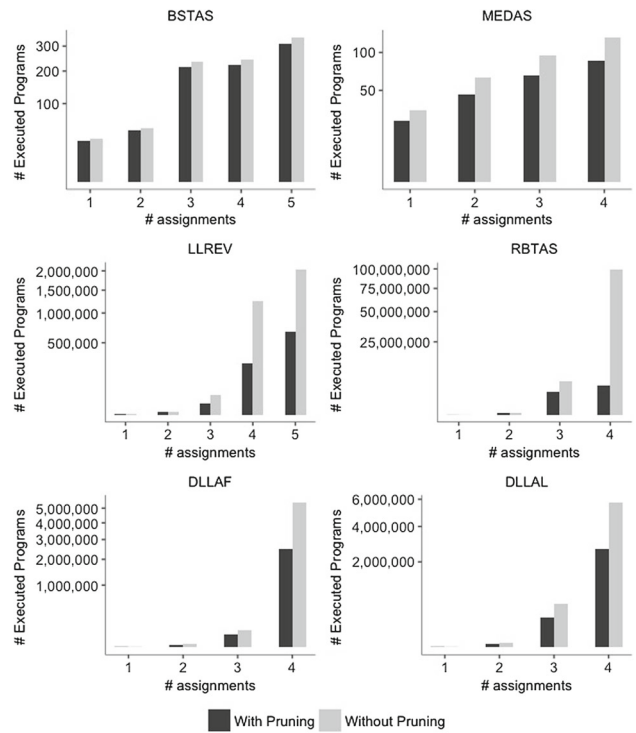 BSTAS
# Executed Programs
300
200
100
1 2 3 4 5
# assignments
MEDAS
# Executed Programs
100
50
1 2 3 4
# assignments
LLREV
# Executed Programs
2,000,000
1,500,000
1,000,000
500,000
1 2 3 4 5
# assignments
RBTAS
# Executed Programs
100,000,000
75,000,000
50,000,000
25,000,000
1 2 3 4
# assignments
DLLAF
# Executed Programs
5,000,000
4,000,000
3,000,000
2,000,000
1,000,000
1 2 3 4
# assignments
DLLAL
# Executed Programs
6,000,000
4,000,000
2,000,000
1 2 3 4
# assignments
With Pruning Without Pruning